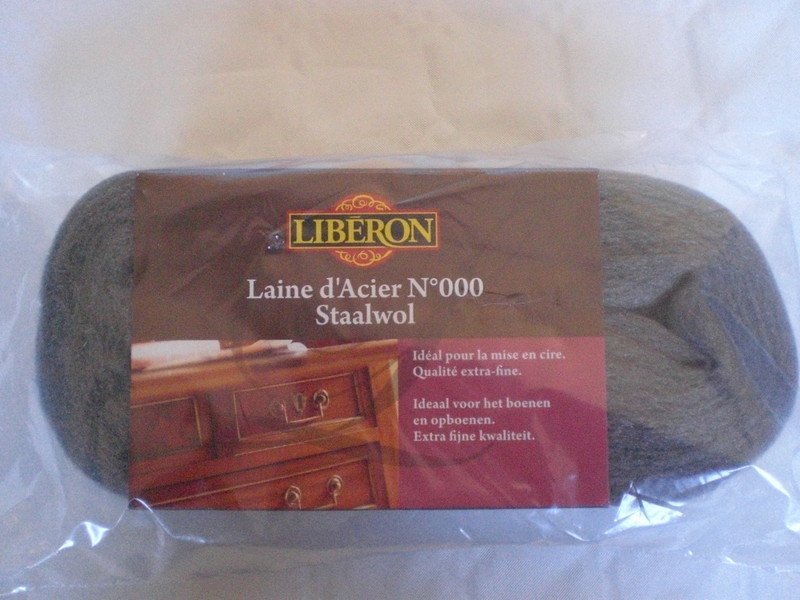 LIBÉRON
Laine d'Acier N°000
Staalwol
Idéal pour la mise en cire.
Qualité extra-fine.
Ideaal voor het boenen
en opboenen.
Extra fijne kwaliteit.